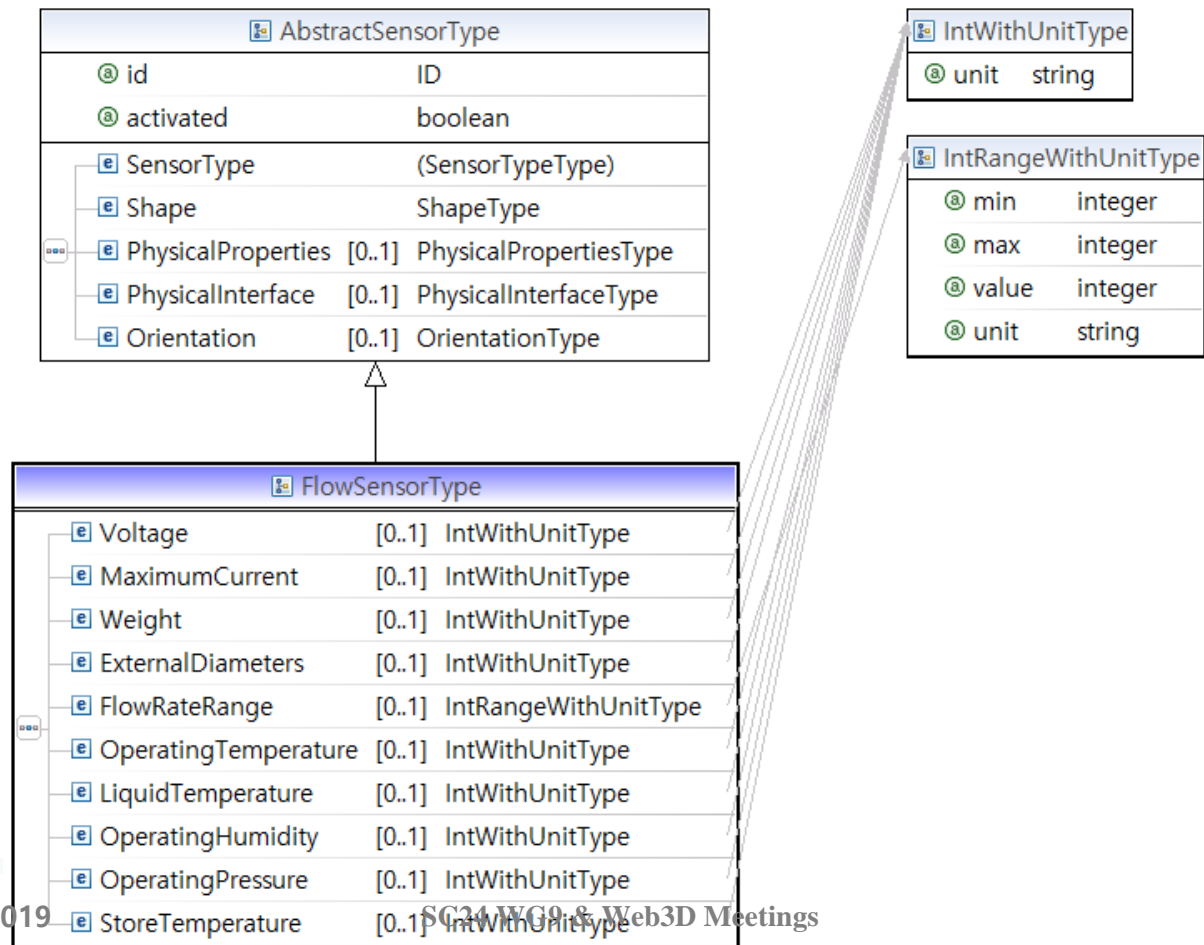 AbstractSensorType
id ID
activated boolean
SensorType (SensorTypeType)
Shape ShapeType
PhysicalProperties [0..1] PhysicalPropertiesType
PhysicalInterface [0..1] PhysicalInterfaceType
Orientation [0..1] OrientationType
IntWithUnitType
unit string
IntRangeWithUnitType
min integer
max integer
value integer
unit string
FlowSensorType
Voltage [0..1] IntWithUnitType
MaximumCurrent [0..1] IntWithUnitType
Weight [0..1] IntWithUnitType
ExternalDiameters [0..1] IntWithUnitType
FlowRateRange [0..1] IntRangeWithUnitType
OperatingTemperature [0..1] IntWithUnitType
LiquidTemperature [0..1] IntWithUnitType
OperatingHumidity [0..1] IntWithUnitType
OperatingPressure [0..1] IntWithUnitType
StoreTemperature [0..1] IntWithUnitType
019 SC24 WG9 & Web3D Meetings